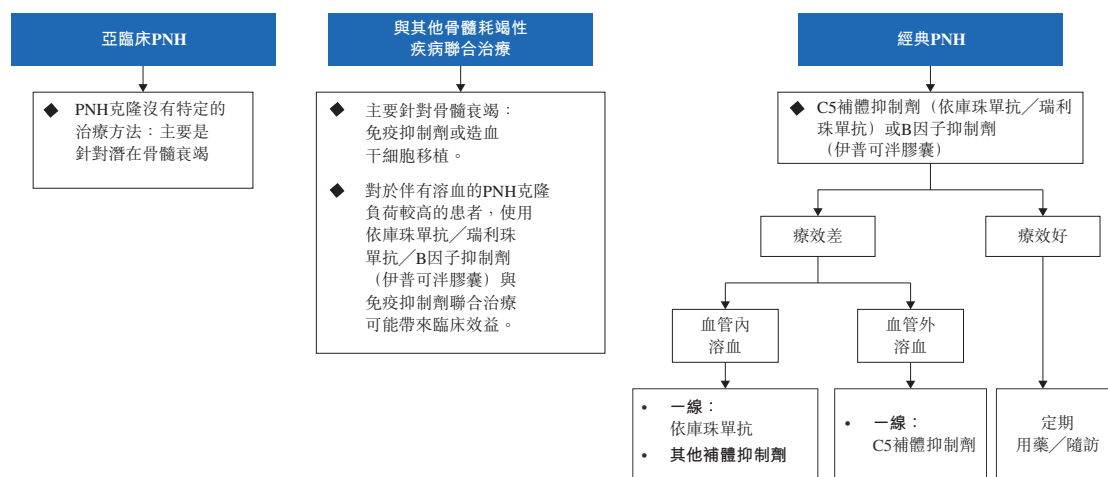 亞臨床PNH
◆ PNH克隆沒有特定的
治療方法：主要是
針對潛在骨髓衰竭
與其他骨髓耗竭性
疾病聯合治療
◆ 主要針對骨髓衰竭：
免疫抑制劑或造血
干細胞移植。
◆ 對於伴有溶血的PNH克隆
負荷較高的患者，使用
依庫珠單抗╱瑞利珠
單抗╱B因子抑制劑
（伊普可泮膠囊）與
免疫抑制劑聯合治療
可能帶來臨床效益。
經典PNH
◆ C5補體抑制劑（依庫珠單抗╱瑞利
珠單抗）或B因子抑制劑
（伊普可泮膠囊）
療效差
療效好
血管內
溶血
血管外
溶血
• 一線：
依庫珠單抗
• 其他補體抑制劑
• 一線：
C5補體抑制劑
定期
用藥╱隨訪